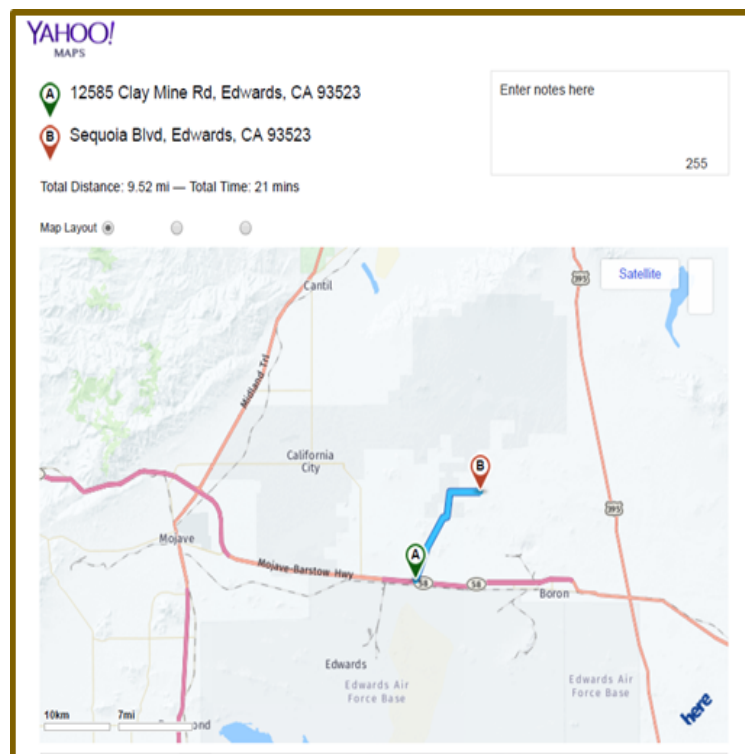 YAHOO!
MAPS
A 12585 Clay Mine Rd, Edwards, CA 93523
B Sequoia Blvd, Edwards, CA 93523
Enter notes here
255
Total Distance: 9.52 mi — Total Time: 21 mins
Map Layout
Satellite
395
Cantil
Midland Trl
California
City
B
395
Mojave
A
Mojave-Barstow Hwy
58
58
Boron
Edwards
Edwards Air
Force Base
Edwards Air
Force Base
10km
7mi
ond
here